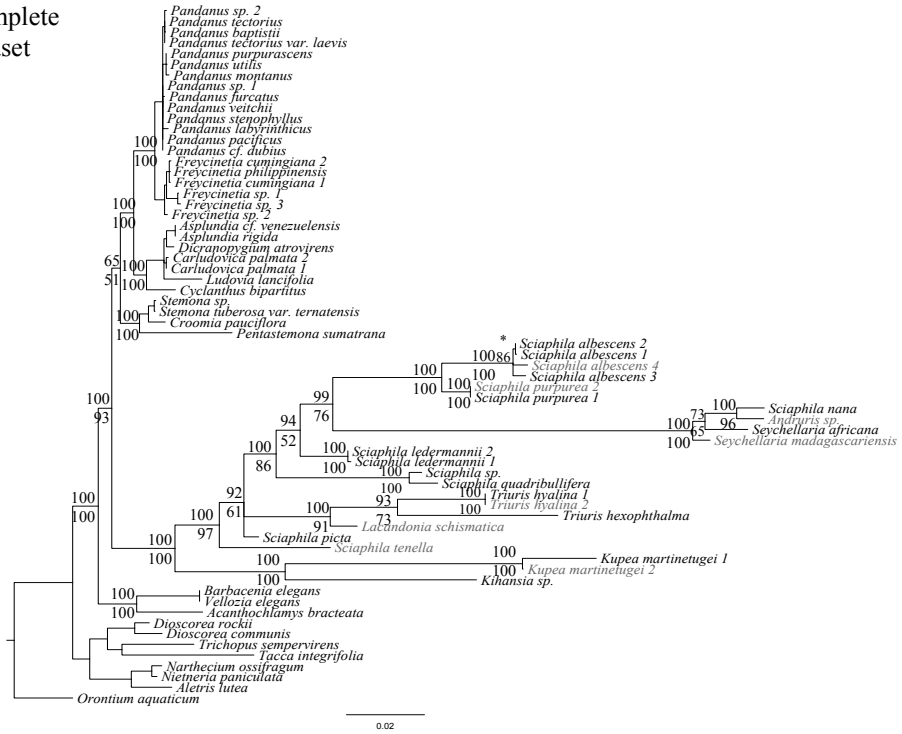 nplete
set
Pandanus sp. 2
Pandanus tectorius
Pandanus baptistii
Pandanus tectorius var. laevis
Pandanus purpurascens
Pandanus utilis
Pandanus montanus
Pandanus sp. 1
Pandanus furcatus
Pandanus veitchii
Pandanus stenophyllus
Pandanus labyrinthicus
Pandanus pacificus
Pandanus cf. dubius
100
100
Freycinetia cumingiana 2
Freycinetia philippinensis
Freycinetia cumingiana 1
Freycinetia sp. 1
Freycinetia sp. 3
Freycinetia sp. 2
100
100
Asplundia cf. venezuelensis
Asplundia rigida
Dicranopygium atrovirens
Carludovica palmata 2
Carludovica palmata 1
Ludovia lancifolia
Cyclanthus bipartitus
65
51
100
100
Stemona sp.
Stemona tuberosa var. ternatensis
Croomia pauciflora
Pentastemona sumatrana
100
100
*
Sciaphila albescens 2
Sciaphila albescens 1
Sciaphila albescens 4
Sciaphila albescens 3
100
86
100
100
100
Sciaphila purpurea 2
Sciaphila purpurea 1
100
100
99
76
Sciaphila nana
Andruris sp.
Seychellaria africana
Seychellaria madagascariensis
100
73
96
100
65
100
100
93
94
52
Sciaphila ledermannii 2
Sciaphila ledermannii 1
100
100
100
86
Sciaphila sp.
Sciaphila quadribullifera
100
100
Triuris hyalina 1
Triuris hyalina 2
Triuris hexophthalma
100
100
93
73
92
61
91
Lacandonia schismatica
100
97
Sciaphila picta
Sciaphila tenella
100
100
100
100
Kupea martinetugei 1
Kupea martinetugei 2
Kihansia sp.
100
100
100
100
Barbacenia elegans
Vellozia elegans
Acanthochlamys bracteata
100
100
Dioscorea rockii
Dioscorea communis
Trichopus sempervirens
Tacca integrifolia
Narthecium ossifragum
Nietneria paniculata
Aletris lutea
Orontium aquaticum
0.02